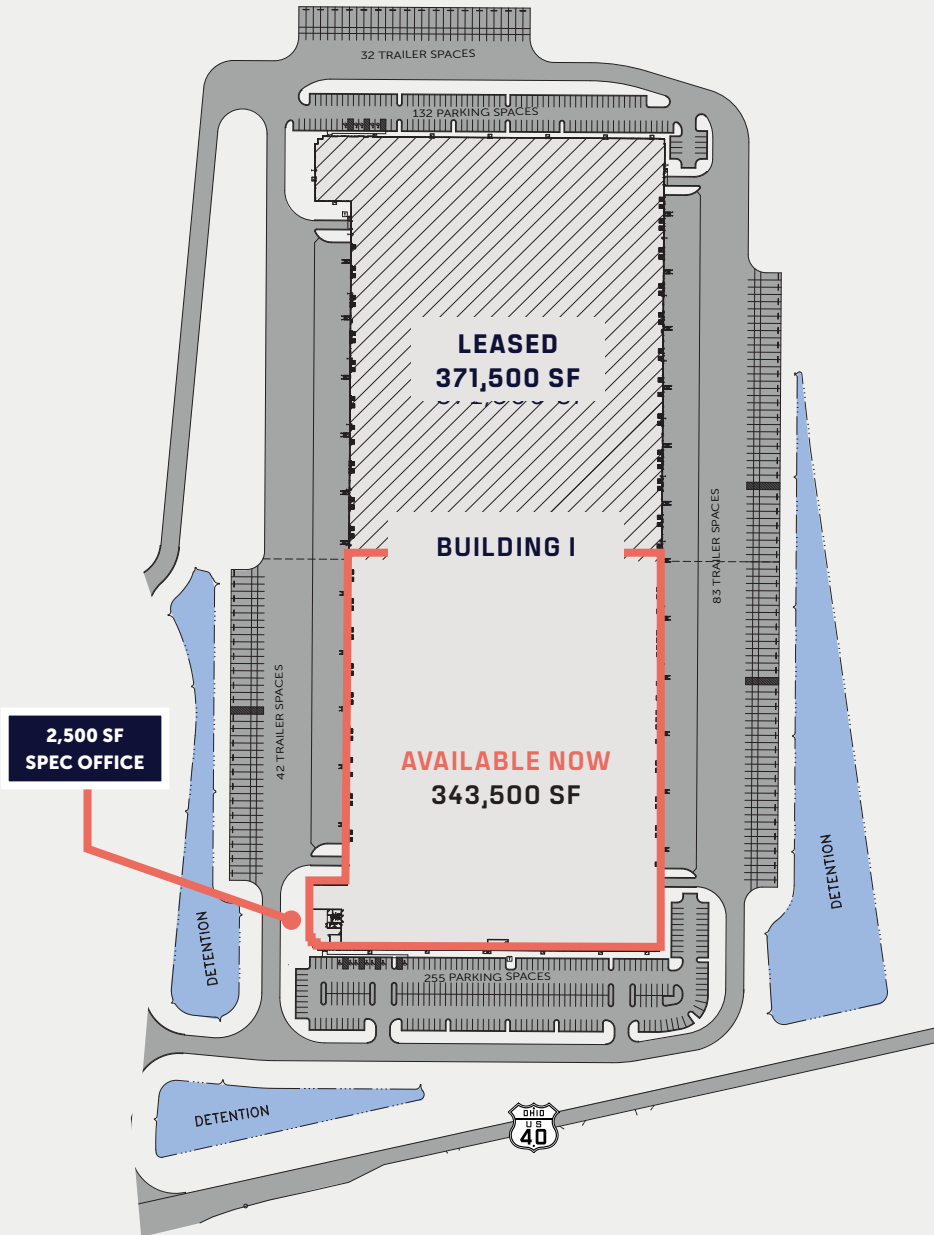 32 TRAILER SPACES
132 PARKING SPACES
LEASED
371,500 SF
BUILDING I
83 TRAILER SPACES
42 TRAILER SPACES
2,500 SF
SPEC OFFICE
AVAILABLE NOW
343,500 SF
DETENTION
DETENTION
255 PARKING SPACES
DETENTION
OHIO
US
40